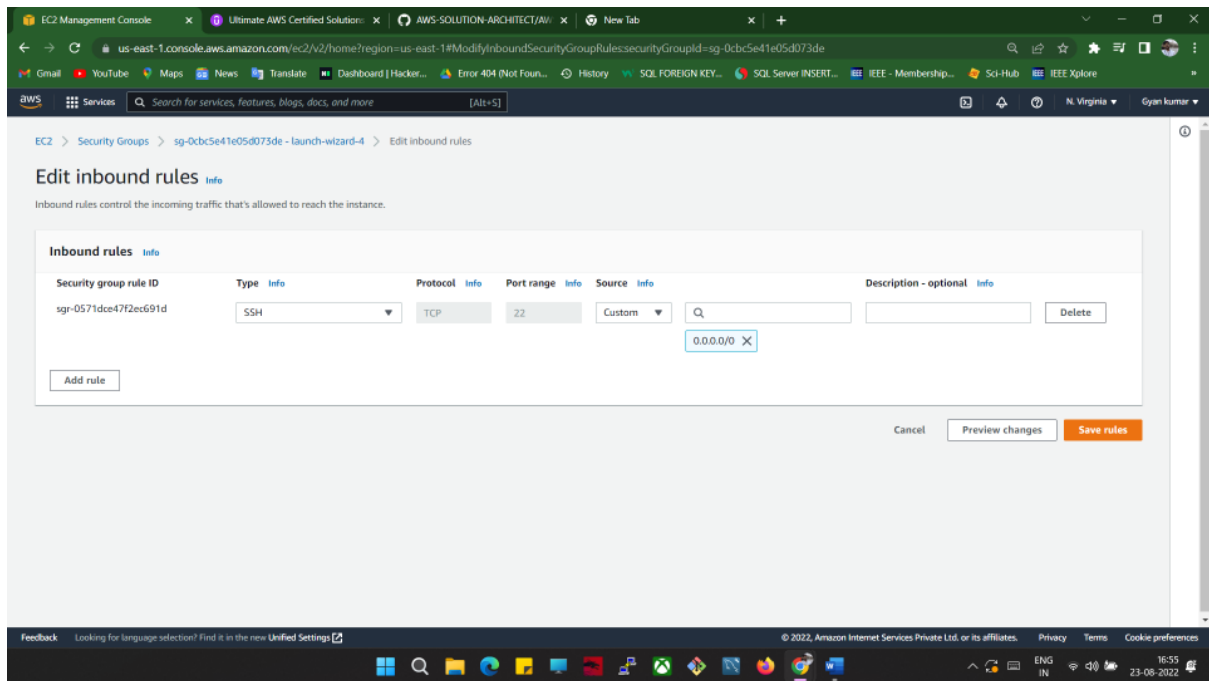 EC2 Management Console
Ultimate AWS Certified Solutions
AWS-SOLUTION-ARCHITECT/AW
New Tab
us-east-1.console.aws.amazon.com/ec2/v2/home?region=us-east-1#ModifyInboundSecurityGroupRules:securityGroupId=sg-0cbc5e41e05d073de
Gmail YouTube Maps News Translate Dashboard | Hacker... Error 404 (Not Foun... History SQL FOREIGN KEY... SQL Server INSERT... IEEE - Membership... Sci-Hub IEEE Xplore »
aws Services Search for services, features, blogs, docs, and more [Alt+S] N. Virginia Gyan kumar
EC2 > Security Groups > sg-0cbc5e41e05d073de - launch-wizard-4 > Edit inbound rules
Edit inbound rules Info
Inbound rules control the incoming traffic that's allowed to reach the instance.
Inbound rules Info
Security group rule ID Type Info Protocol Info Port range Info Source Info Description - optional Info
sgr-0571dce47f2ec691d SSH TCP 22 Custom Delete
0.0.0.0/0
Add rule
Cancel Preview changes Save rules
Feedback Looking for language selection? Find it in the new Unified Settings © 2022, Amazon Internet Services Private Ltd. or its affiliates. Privacy Terms Cookie preferences
ENG 16:55
IN 23-08-2022